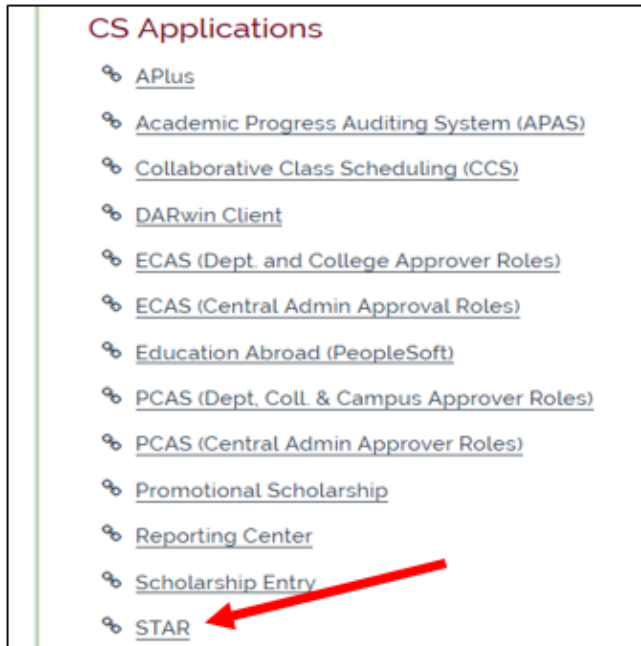 CS Applications
APlus
Academic Progress Auditing System (APAS)
Collaborative Class Scheduling (CCS)
DARwin Client
ECAS (Dept. and College Approver Roles)
ECAS (Central Admin Approval Roles)
Education Abroad (PeopleSoft)
PCAS (Dept, Coll. & Campus Approver Roles)
PCAS (Central Admin Approver Roles)
Promotional Scholarship
Reporting Center
Scholarship Entry
STAR